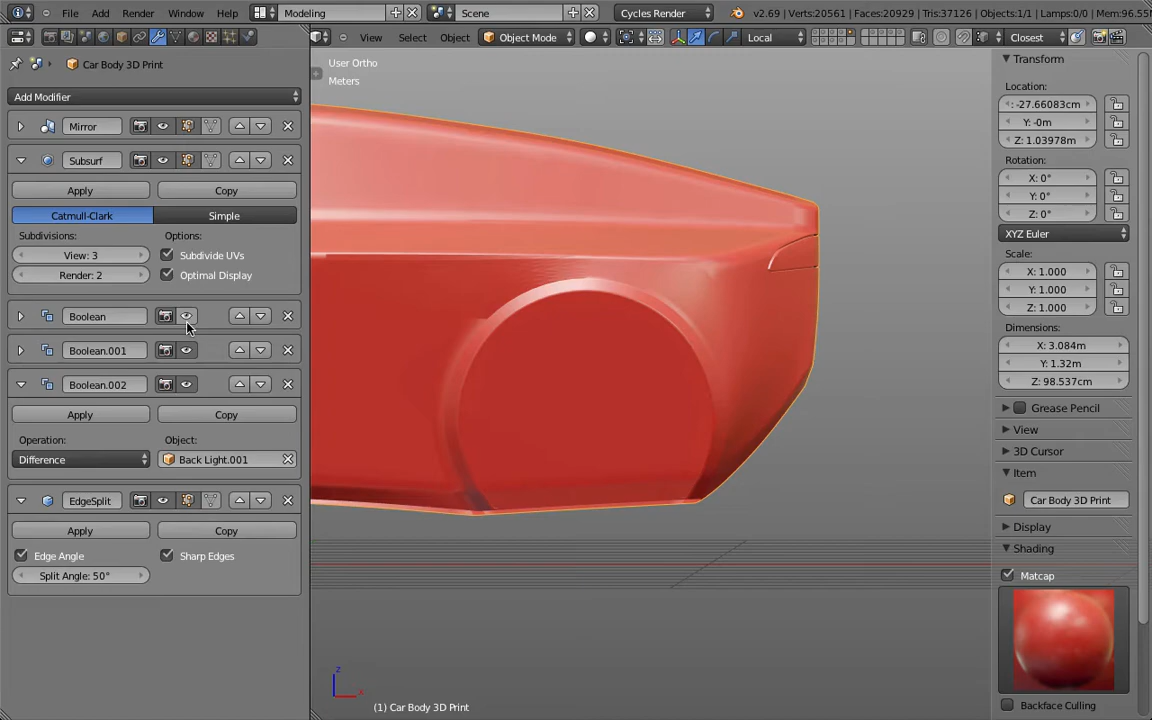 File Add Render Window Help Modeling Scene Cycles Render v2.69 | Verts:20561 | Faces:20929 | Tris:37126 | Objects:1/1 | Lamps:0/0 | Mem:96.55
View Select Object Object Mode Local Closest
Car Body 3D Print
Add Modifier
Mirror
Subsurf
Apply Copy
Catmull-Clark Simple
Subdivisions: Options:
View: 3 Subdivide UVs
Render: 2 Optimal Display
Boolean
Boolean.001
Boolean.002
Apply Copy
Operation: Object:
Difference Back Light.001
EdgeSplit
Apply Copy
Edge Angle Sharp Edges
Split Angle: 50°
User Ortho
Meters
z
x
(1) Car Body 3D Print
Transform
Location:
: -27.66083cm
Y: -0m
Z: 1.03978m
Rotation:
X: 0°
Y: 0°
Z: 0°
XYZ Euler
Scale:
X: 1.000
Y: 1.000
Z: 1.000
Dimensions:
X: 3.084m
Y: 1.32m
Z: 98.537cm
Grease Pencil
View
3D Cursor
Item
Car Body 3D Print
Display
Shading
Matcap
Backface Culling